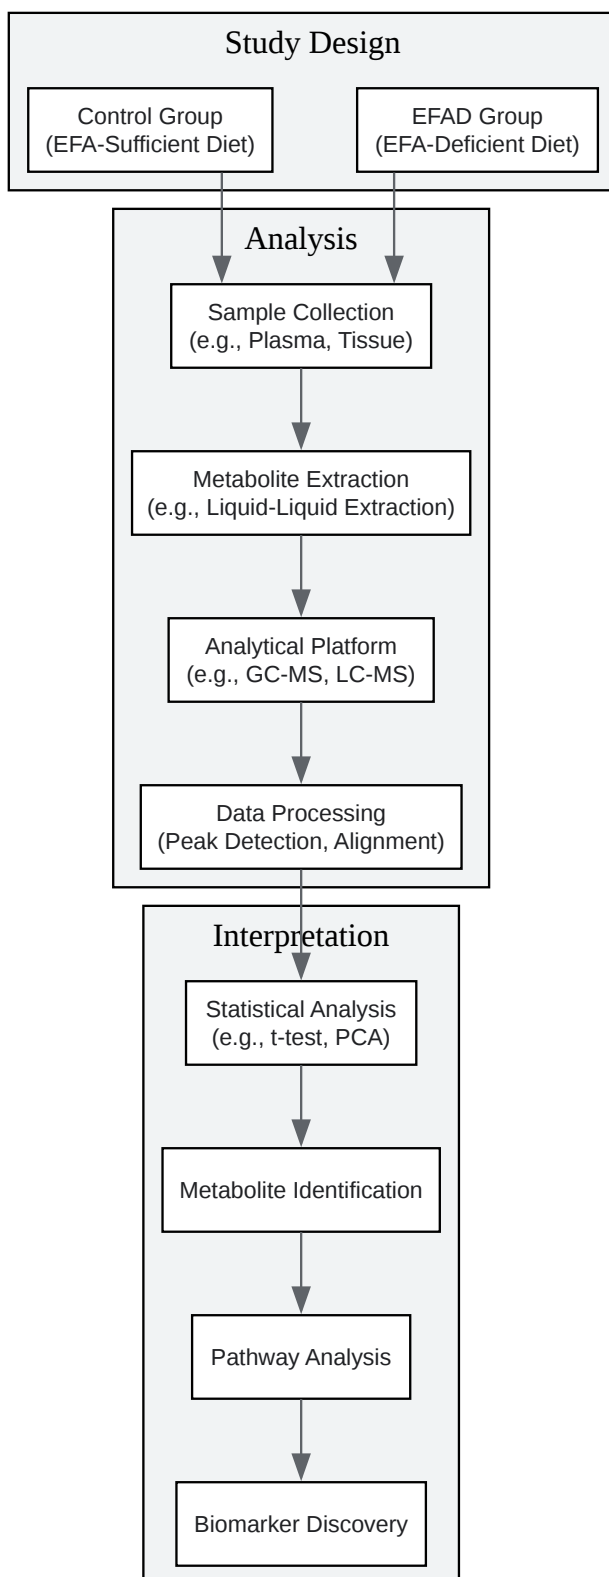 Study Design
Control Group
(EFA-Sufficient Diet)
EFAD Group
(EFA-Deficient Diet)
Analysis
Sample Collection
(e.g., Plasma, Tissue)
Metabolite Extraction
(e.g., Liquid-Liquid Extraction)
Analytical Platform
(e.g., GC-MS, LC-MS)
Data Processing
(Peak Detection, Alignment)
Interpretation
Statistical Analysis
(e.g., t-test, PCA)
Metabolite Identification
Pathway Analysis
Biomarker Discovery